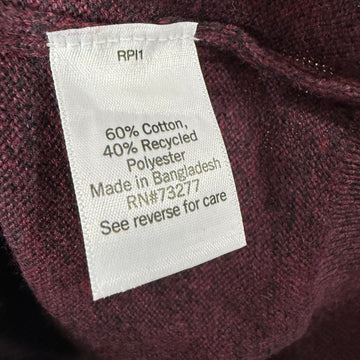 RPI1
60% Cotton,
40% Recycled
Polyester
Made in Bangladesh
RN#73277
See reverse for care